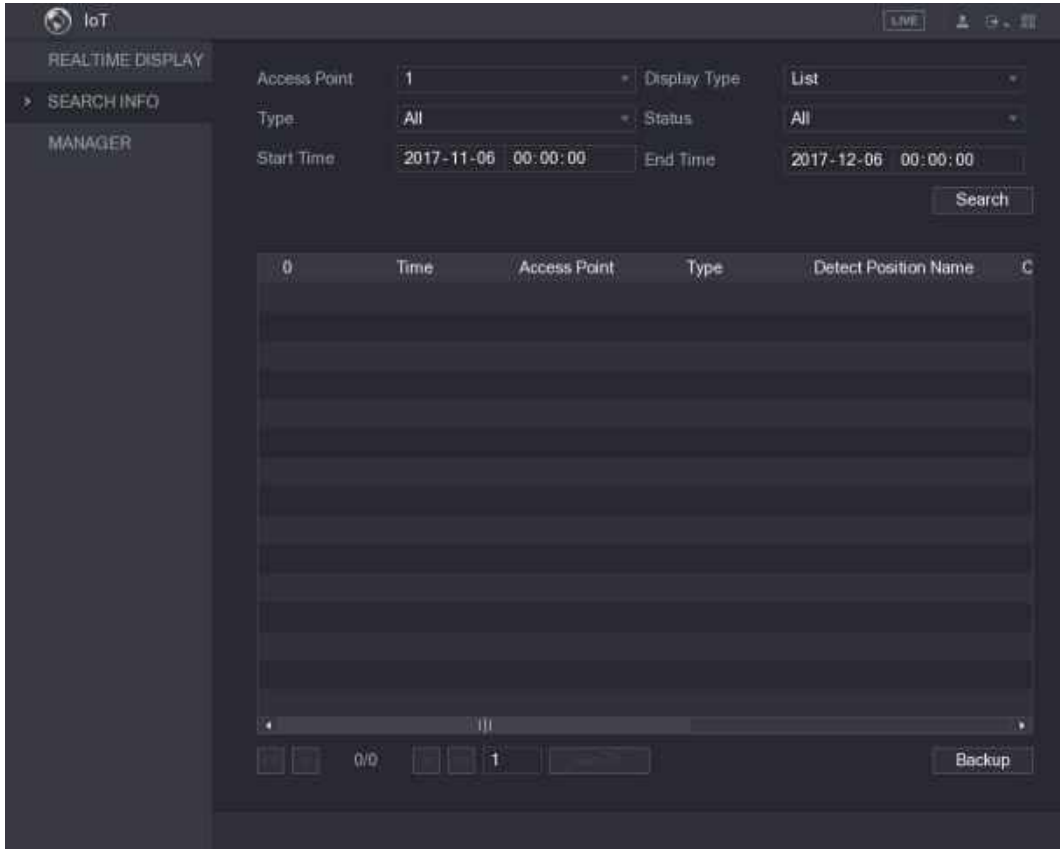 IoT
LIVE
REALTIME DISPLAY
SEARCH INFO
MANAGER
Access Point 1 Display Type List
Type All Status All
Start Time 2017-11-06 00:00:00 End Time 2017-12-06 00:00:00
Search
0 Time Access Point Type Detect Position Name C
0/0 1
Backup